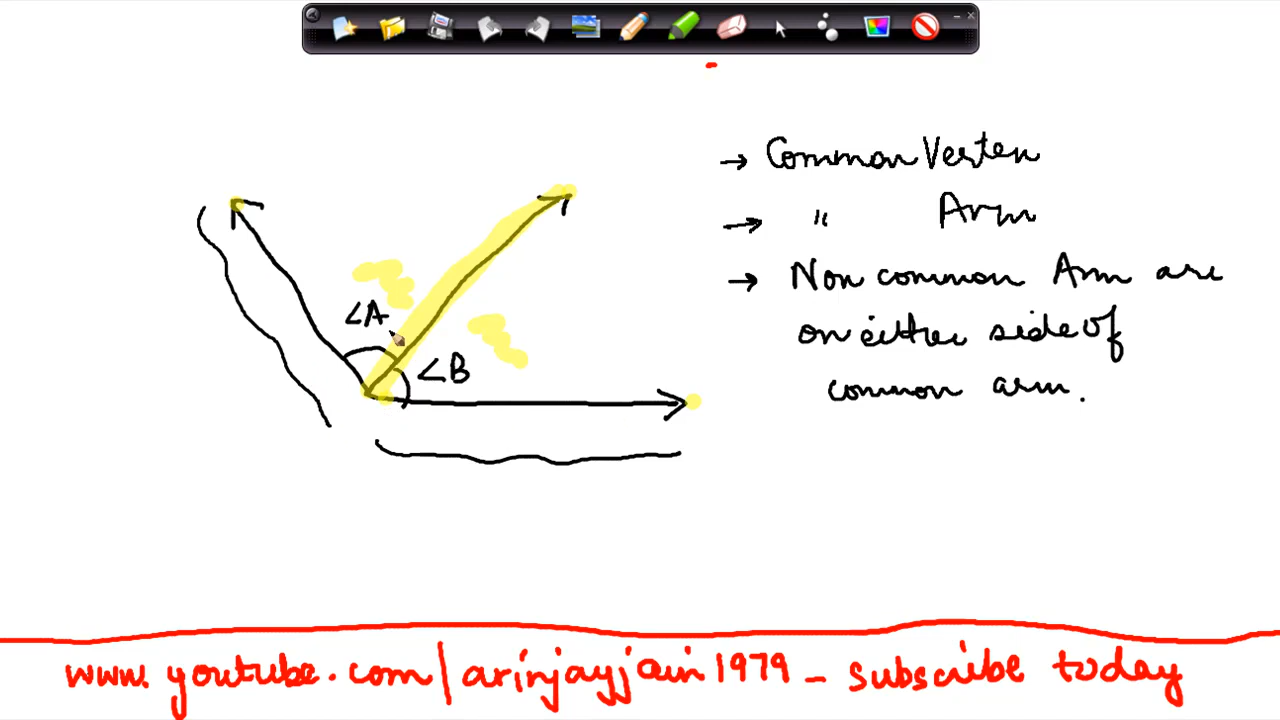 → Common Vertex
→ " Arm
→ Non common Arm are
on either side of
common arm.
∠A
∠B
www.youtube.com/arinjayjain1979 - subscribe today